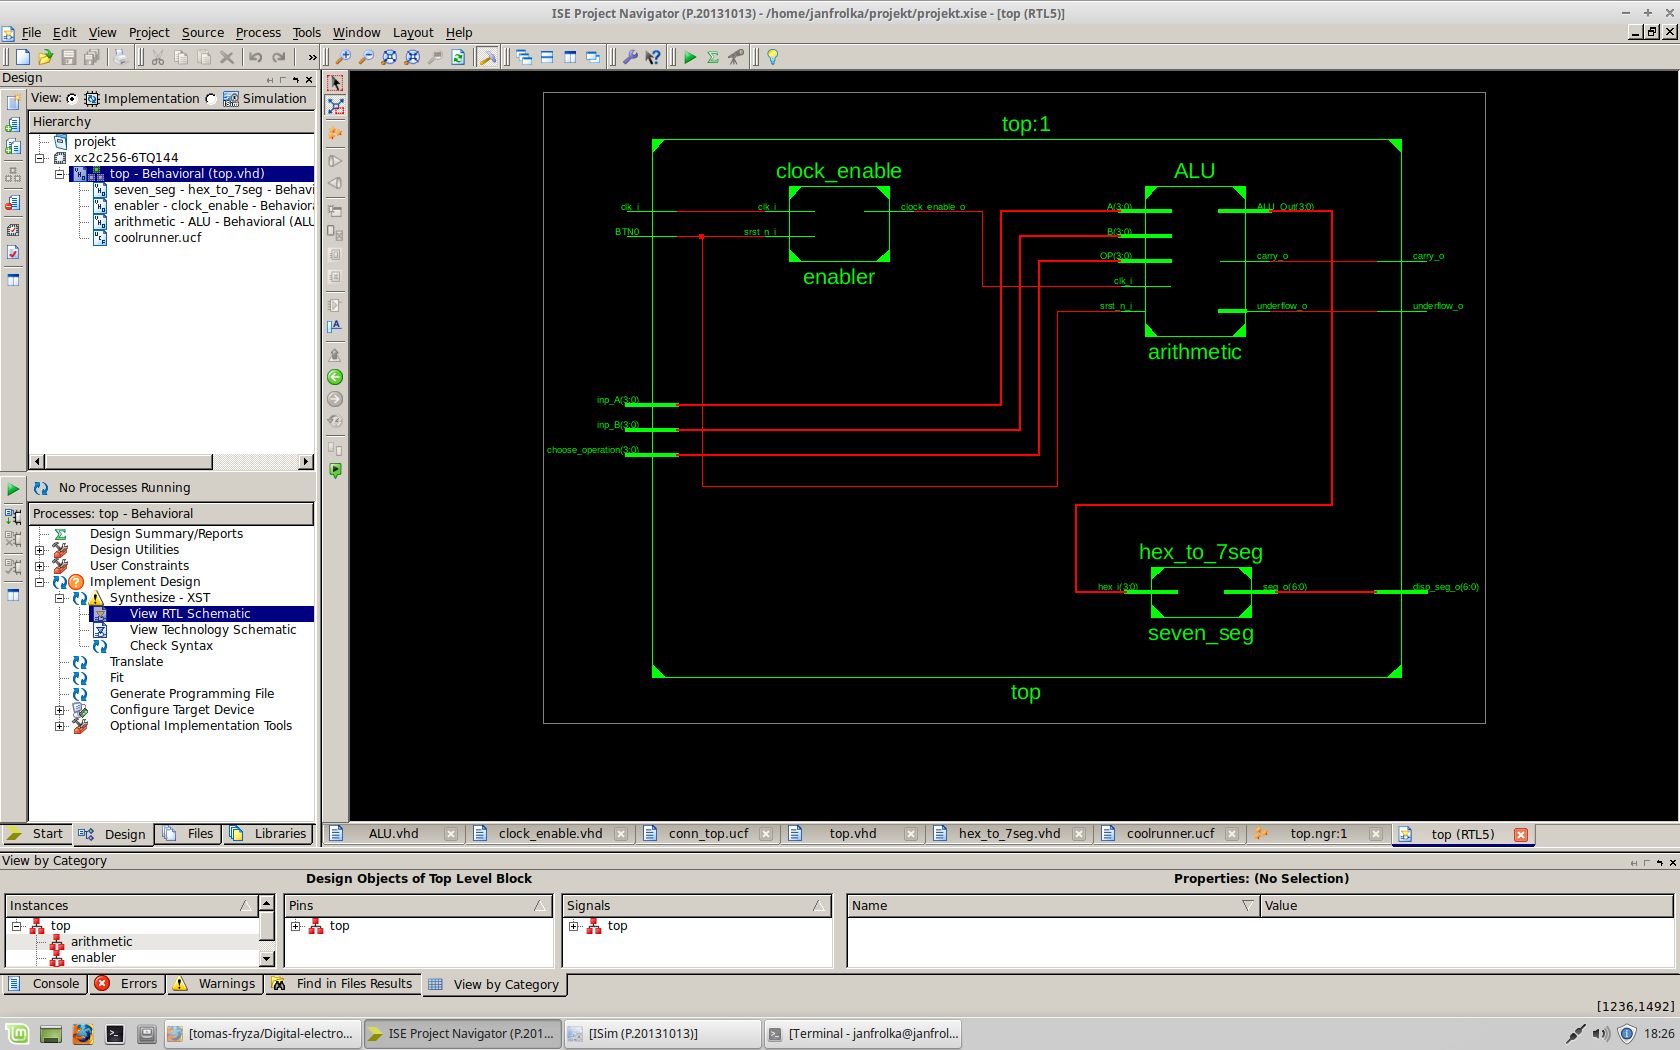 ISE Project Navigator (P.20131013) - /home/janfrolka/projekt/projekt.xise - [top (RTL5)]
File Edit View Project Source Process Tools Window Layout Help
»
Design
View: Implementation Simulation
Hierarchy
projekt
xc2c256-6TQ144
top - Behavioral (top.vhd)
seven_seg - hex_to_7seg - Behavi
enabler - clock_enable - Behaviora
arithmetic - ALU - Behavioral (ALU
coolrunner.ucf
No Processes Running
Processes: top - Behavioral
Design Summary/Reports
Design Utilities
User Constraints
Implement Design
Synthesize - XST
View RTL Schematic
View Technology Schematic
Check Syntax
Translate
Fit
Generate Programming File
Configure Target Device
Optional Implementation Tools
Start Design Files Libraries
top:1
clock_enable
clk_i
BTN0
clk_i
srst_n_i
clock_enable_o
enabler
ALU
A(3:0)
B(3:0)
OP(3:0)
clk_i
srst_n_i
ALU_Out(3:0)
carry_o
underflow_o
carry_o
underflow_o
arithmetic
inp_A(3:0)
inp_B(3:0)
choose_operation(3:0)
hex_to_7seg
hex_i(3:0)
seg_o(6:0)
disp_seg_o(6:0)
seven_seg
top
ALU.vhd clock_enable.vhd conn_top.ucf top.vhd hex_to_7seg.vhd coolrunner.ucf top.ngr:1 top (RTL5)
View by Category
Design Objects of Top Level Block
Properties: (No Selection)
Instances
top
arithmetic
enabler
Pins
top
Signals
top
Name Value
Console Errors Warnings Find in Files Results View by Category
[1236,1492]
[tomas-fryza/Digital-electro... ISE Project Navigator (P.201... [ISim (P.20131013)] [Terminal - janfrolka@janfrol... 18:26